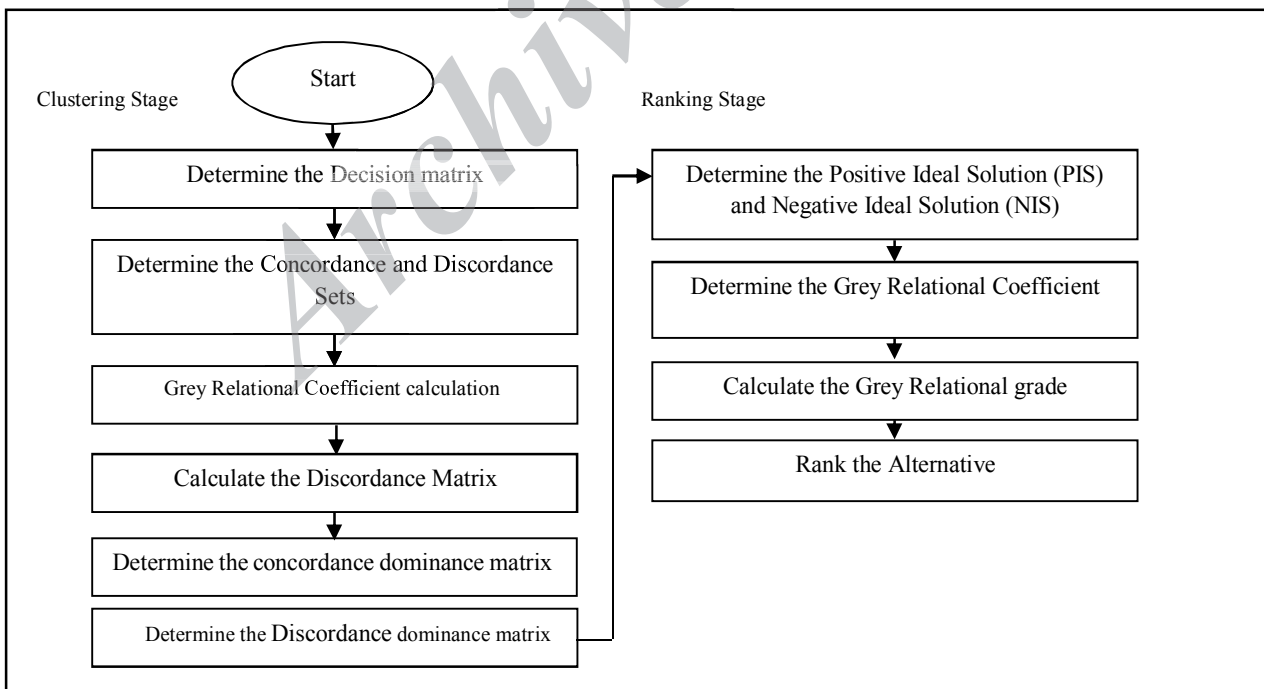 Start
Clustering Stage
Determine the Decision matrix
Determine the Concordance and Discordance
Sets
Grey Relational Coefficient calculation
Calculate the Discordance Matrix
Determine the concordance dominance matrix
Determine the Discordance dominance matrix
Ranking Stage
Determine the Positive Ideal Solution (PIS)
and Negative Ideal Solution (NIS)
Determine the Grey Relational Coefficient
Calculate the Grey Relational grade
Rank the Alternative
Archive